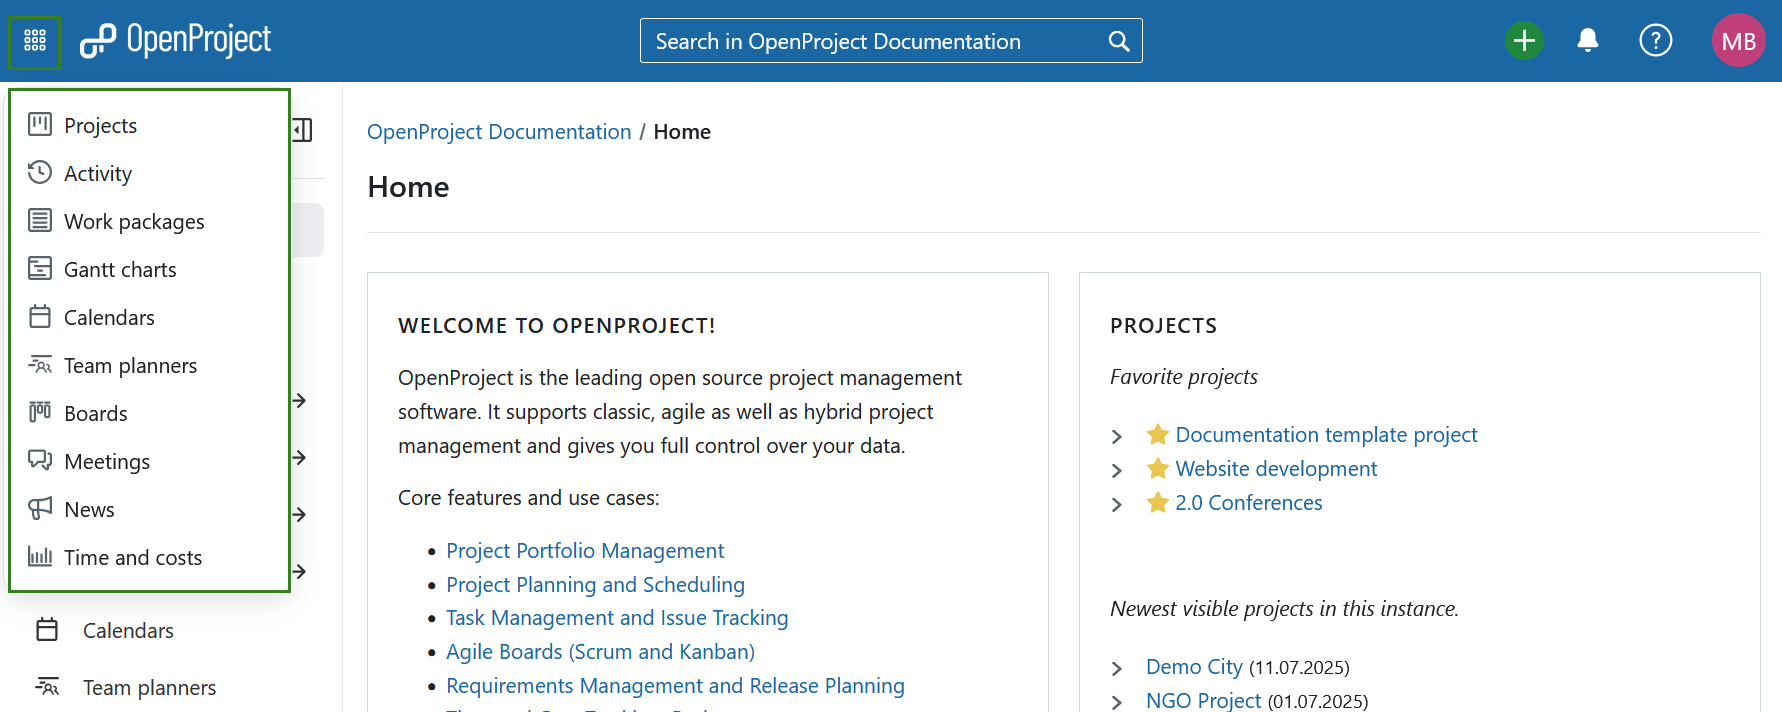 OpenProject
Search in OpenProject Documentation
?
MB
Projects
Activity
Work packages
Gantt charts
Calendars
Team planners
Boards
Meetings
News
Time and costs
Calendars
Team planners
OpenProject Documentation / Home
Home
WELCOME TO OPENPROJECT!
OpenProject is the leading open source project management
software. It supports classic, agile as well as hybrid project
management and gives you full control over your data.
Core features and use cases:
• Project Portfolio Management
• Project Planning and Scheduling
• Task Management and Issue Tracking
• Agile Boards (Scrum and Kanban)
• Requirements Management and Release Planning
PROJECTS
Favorite projects
Documentation template project
Website development
2.0 Conferences
Newest visible projects in this instance.
Demo City (11.07.2025)
NGO Project (01.07.2025)